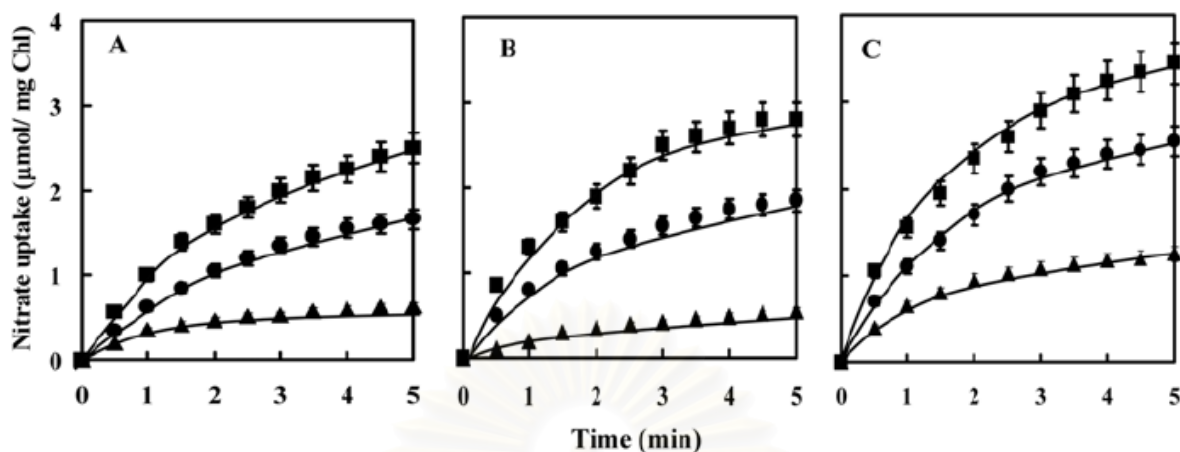 Nitrate uptake (μmol/ mg Chl)
4
3
2
1
0
A
0 1 2 3 4 5
B
0 1 2 3 4 5
C
0 1 2 3 4 5
Time (min)